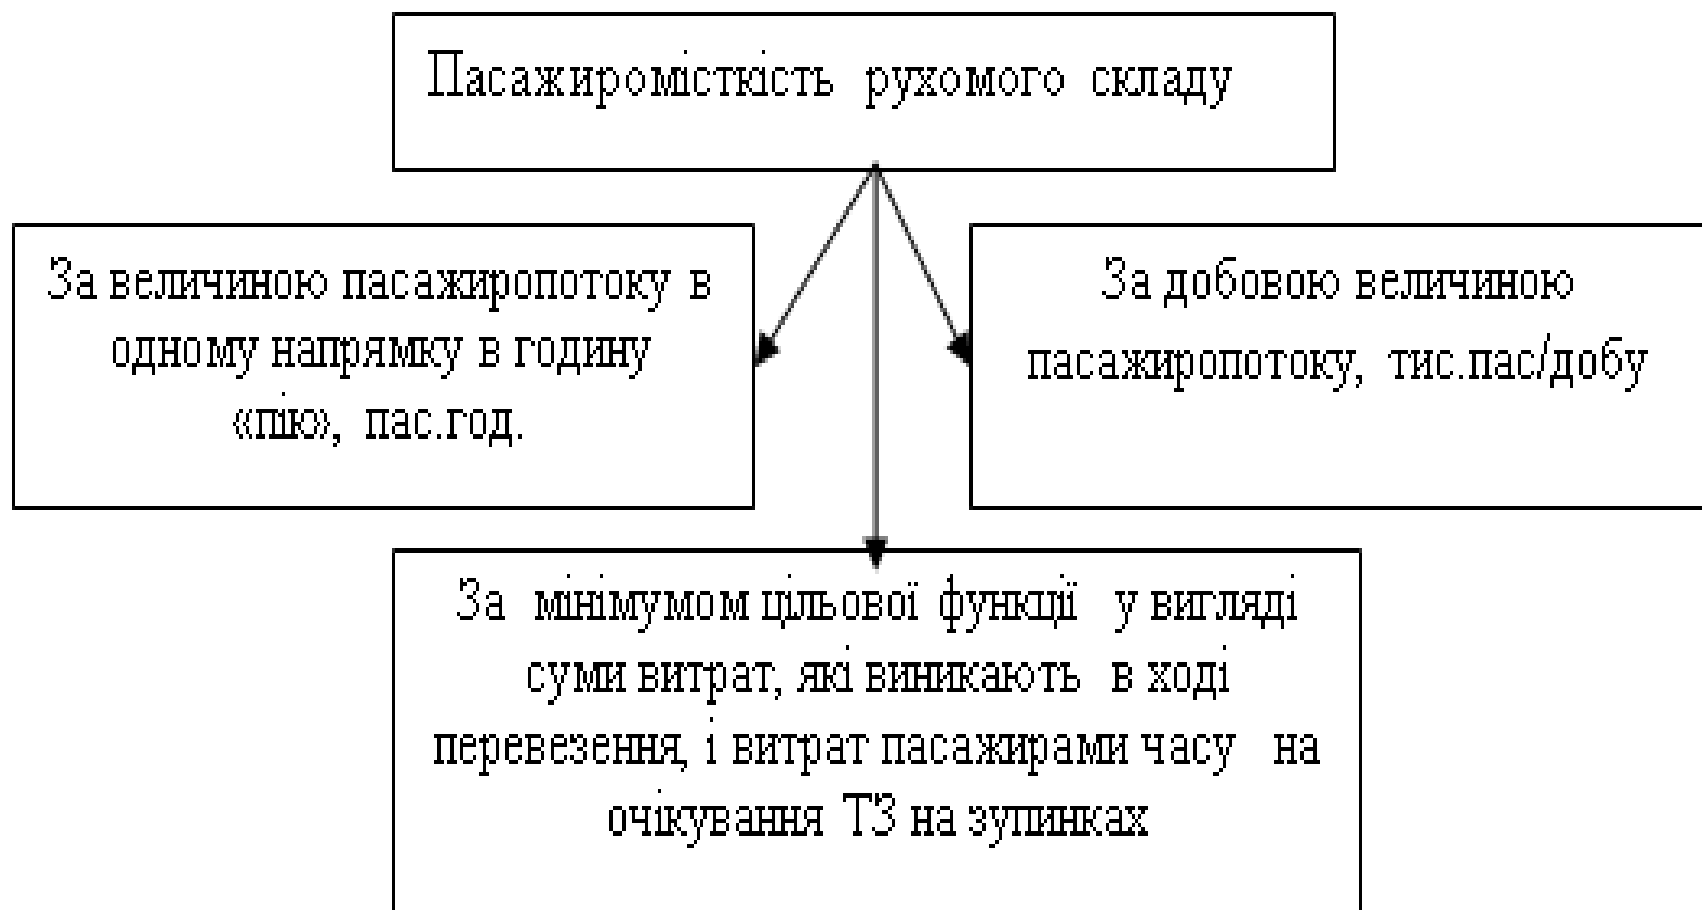 Пасажиромісткість рухомого складу
За величиною пасажиропотоку в
одному напрямку в годину
«пік», пас.год.
За добовою величиною
пасажиропотоку, тис.пас/добу
За мінімумом цільової функції у вигляді
суми витрат, які виникають в ході
перевезення, і витрат пасажирами часу на
очікування ТЗ на зупинках